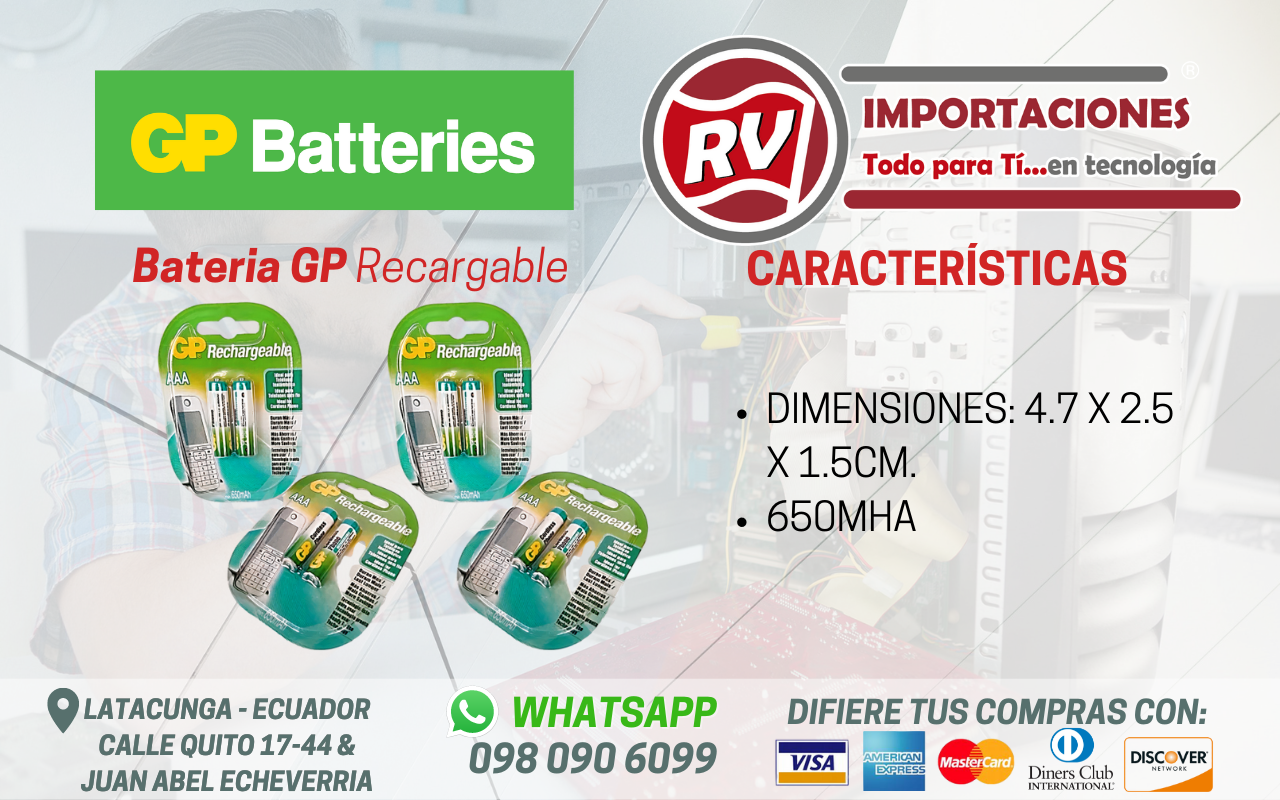 GP Batteries
RV
IMPORTACIONES
®
Todo para Tí...en tecnología
Bateria GP Recargable
CARACTERÍSTICAS
GP Rechargeable
AAA
650mAh
GP Rechargeable
AAA
650mAh
GP Rechargeable
AAA
GP Rechargeable
AAA
DIMENSIONES: 4.7 X 2.5
X 1.5CM.
650MHA
LATACUNGA - ECUADOR
CALLE QUITO 17-44 &
JUAN ABEL ECHEVERRIA
WHATSAPP
098 090 6099
DIFIERE TUS COMPRAS CON:
VISA
AMERICAN
EXPRESS
MasterCard
Diners Club
INTERNATIONAL
DISCOVER
NETWORK